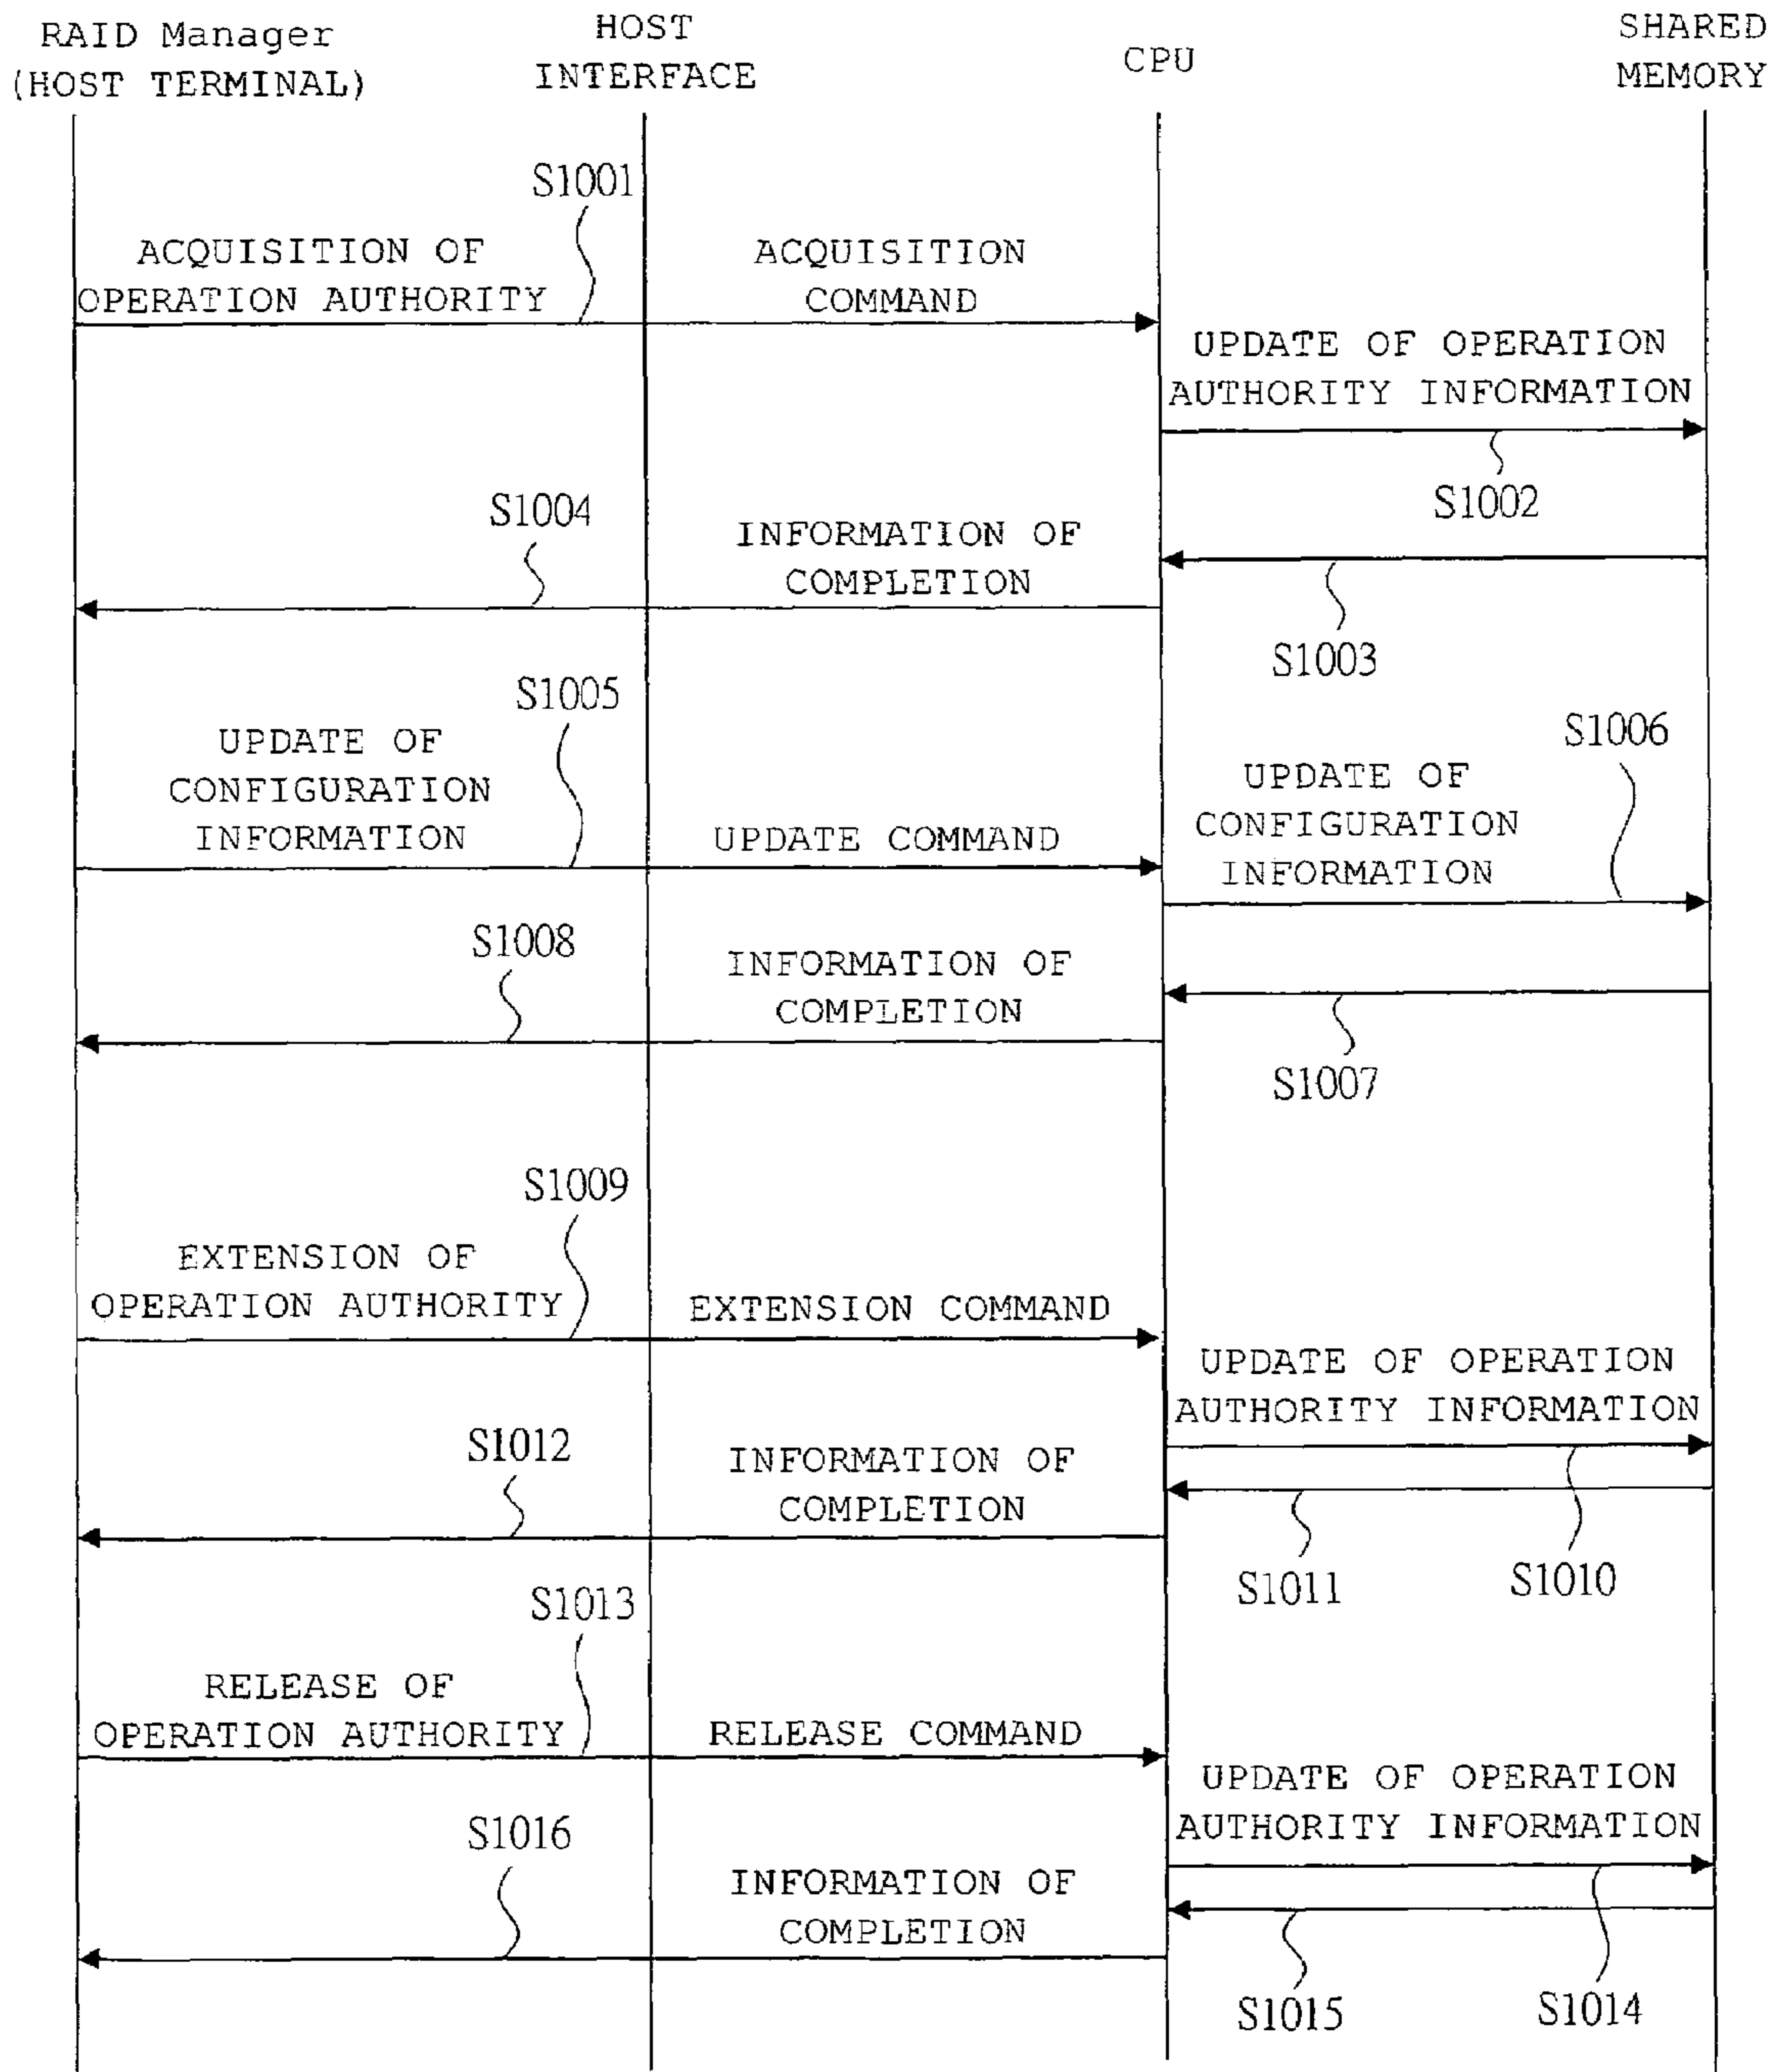 RAID Manager
(HOST TERMINAL)
HOST
INTERFACE
CPU
SHARED
MEMORY
S1001
ACQUISITION OF
OPERATION AUTHORITY
ACQUISITION
COMMAND
UPDATE OF OPERATION
AUTHORITY INFORMATION
S1002
S1004
INFORMATION OF
COMPLETION
S1003
S1005
UPDATE OF
CONFIGURATION
INFORMATION
UPDATE COMMAND
S1006
UPDATE OF
CONFIGURATION
INFORMATION
S1008
INFORMATION OF
COMPLETION
S1007
S1009
EXTENSION OF
OPERATION AUTHORITY
EXTENSION COMMAND
UPDATE OF OPERATION
AUTHORITY INFORMATION
S1012
INFORMATION OF
COMPLETION
S1011
S1010
S1013
RELEASE OF
OPERATION AUTHORITY
RELEASE COMMAND
UPDATE OF OPERATION
AUTHORITY INFORMATION
S1016
INFORMATION OF
COMPLETION
S1015
S1014